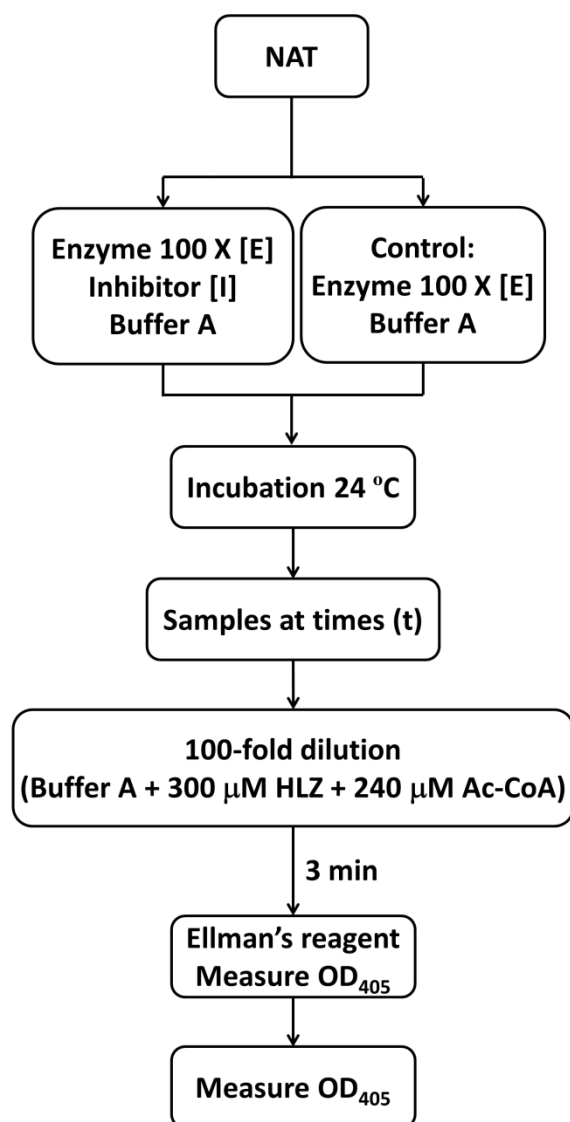 NAT
Enzyme 100 X [E]
Inhibitor [I]
Buffer A
Control:
Enzyme 100 X [E]
Buffer A
Incubation 24 ºC
Samples at times (t)
100-fold dilution
(Buffer A + 300 μM HLZ + 240 μM Ac-CoA)
3 min
Ellman’s reagent
Measure OD₄₀₅
Measure OD₄₀₅